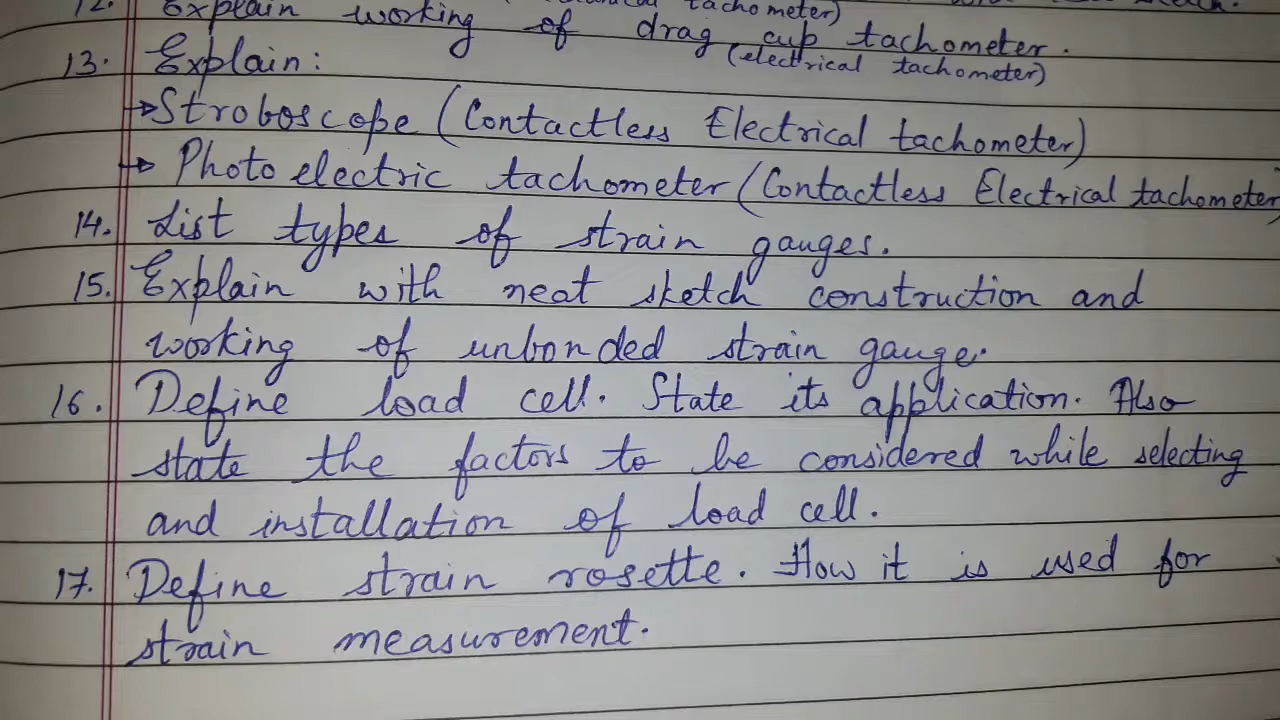 tachometer)
12. Explain working of drag cup tachometer.
(electrical tachometer)
13. Explain:
→ Stroboscope (Contactless Electrical tachometer)
→ Photo electric tachometer (Contactless Electrical tachometer)
14. List types of strain gauges.
15. Explain with neat sketch construction and
working of unbonded strain gauge.
16. Define load cell. State its application. Also
state the factors to be considered while selecting
and installation of load cell.
17. Define strain rosette. How it is used for
strain measurement.